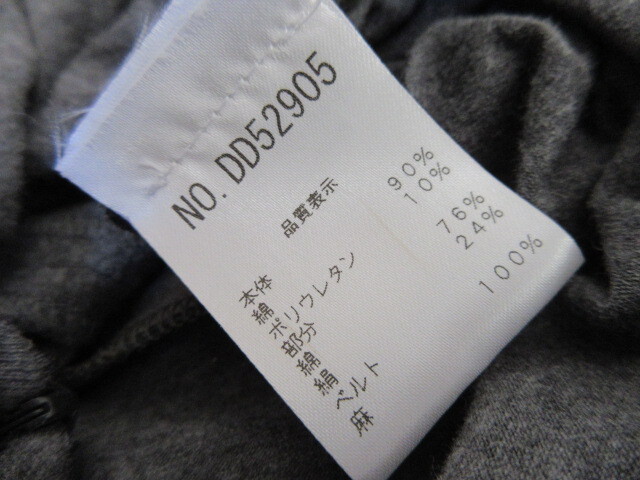 NO. DD52905
品質表示
本体
綿 90%
ポリウレタン 10%
部分
綿 76%
絹 24%
ベルト
麻 100%